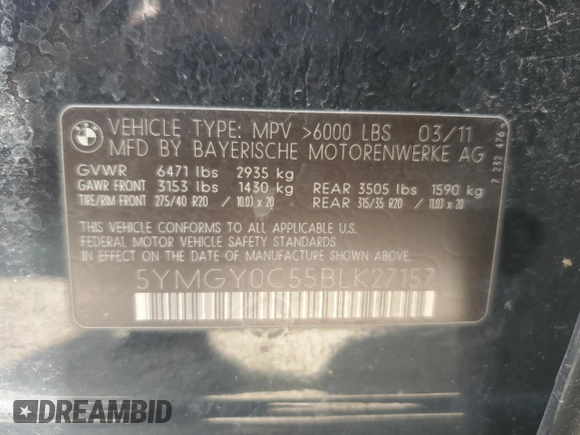 VEHICLE TYPE: MPV >6000 LBS 03/11
MFD BY BAYERISCHE MOTORENWERKE AG
GVWR 6471 lbs 2935 kg
GAWR FRONT 3153 lbs 1430 kg REAR 3505 lbs 1590 kg
TIRE/RIM FRONT 275/40 R20 / 10.0J x 20 REAR 315/35 R20 / 11.0J x 20
THIS VEHICLE CONFORMS TO ALL APPLICABLE U.S.
FEDERAL MOTOR VEHICLE SAFETY STANDARDS IN EFFECT
ON THE DATE OF MANUFACTURE SHOWN ABOVE.
5YMGY0C55BLK27157
7 232 476
DREAMBID